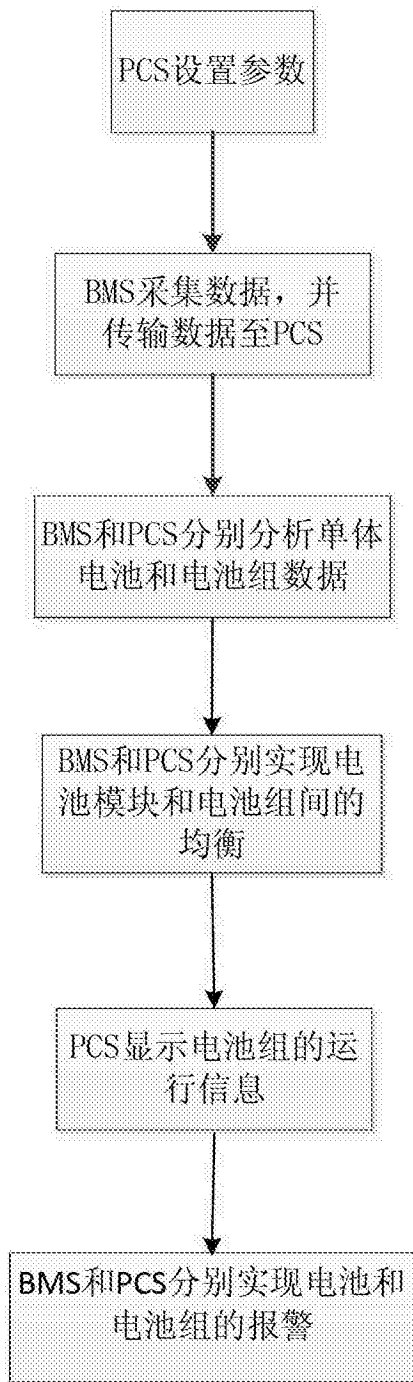 PCS设置参数
BMS采集数据，并
传输数据至PCS
BMS和PCS分别分析单体
电池和电池组数据
BMS和PCS分别实现电
池模块和电池组间的
均衡
PCS显示电池组的运
行信息
BMS和PCS分别实现电池和
电池组的报警